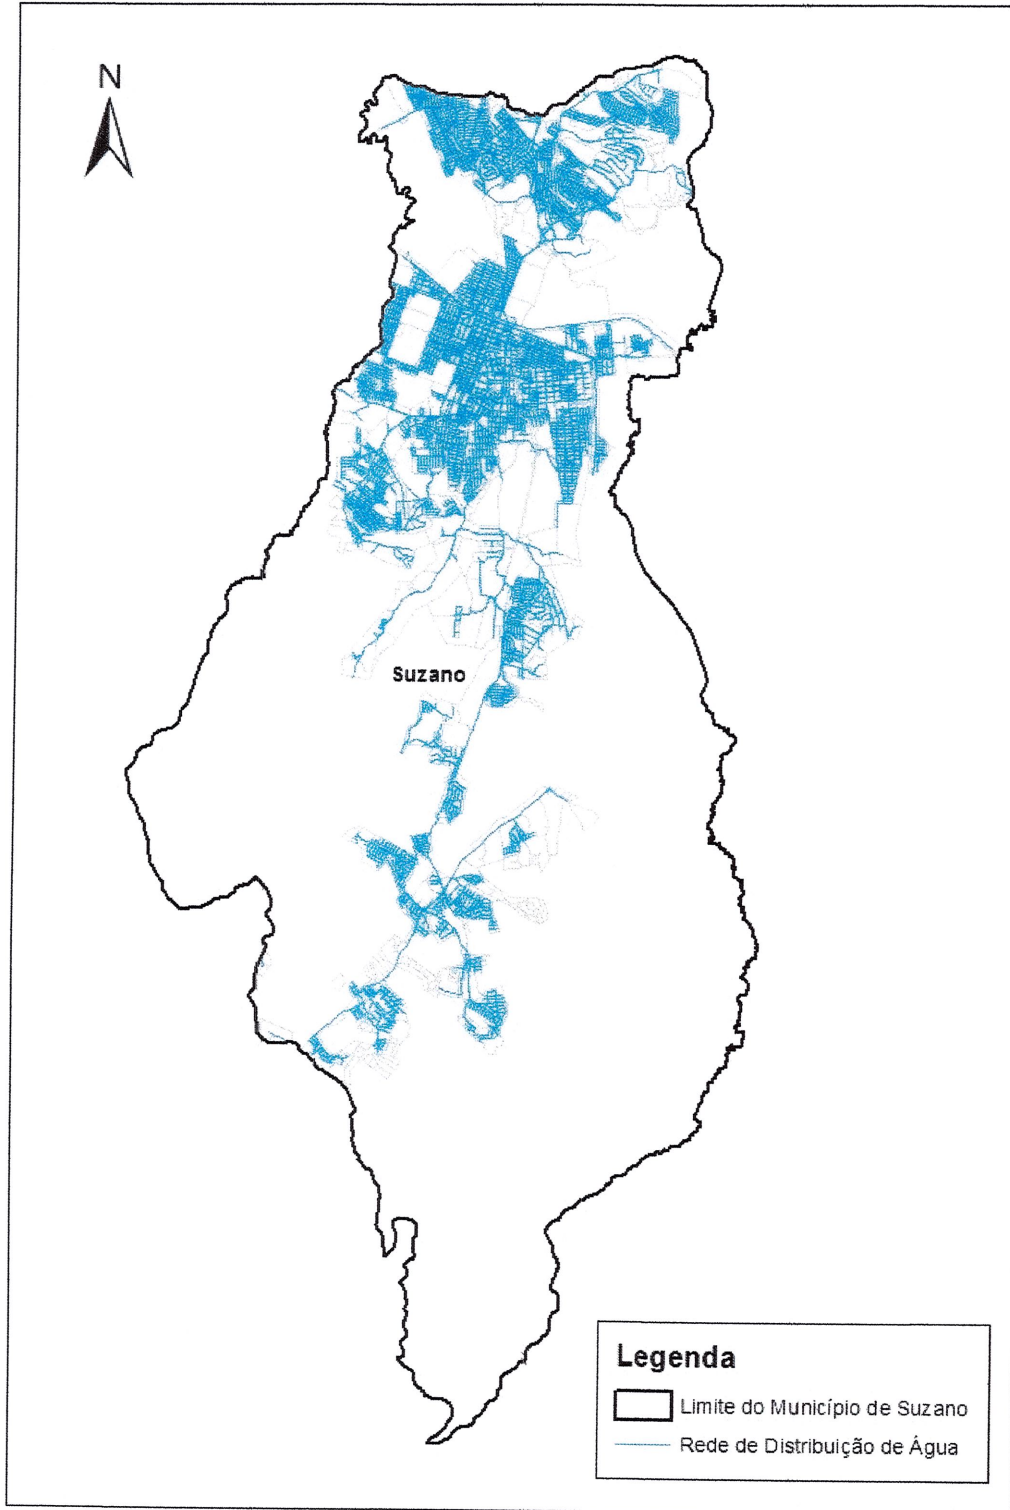 N
Suzano
Legenda
Limite do Município de Suzano
Rede de Distribuição de Água